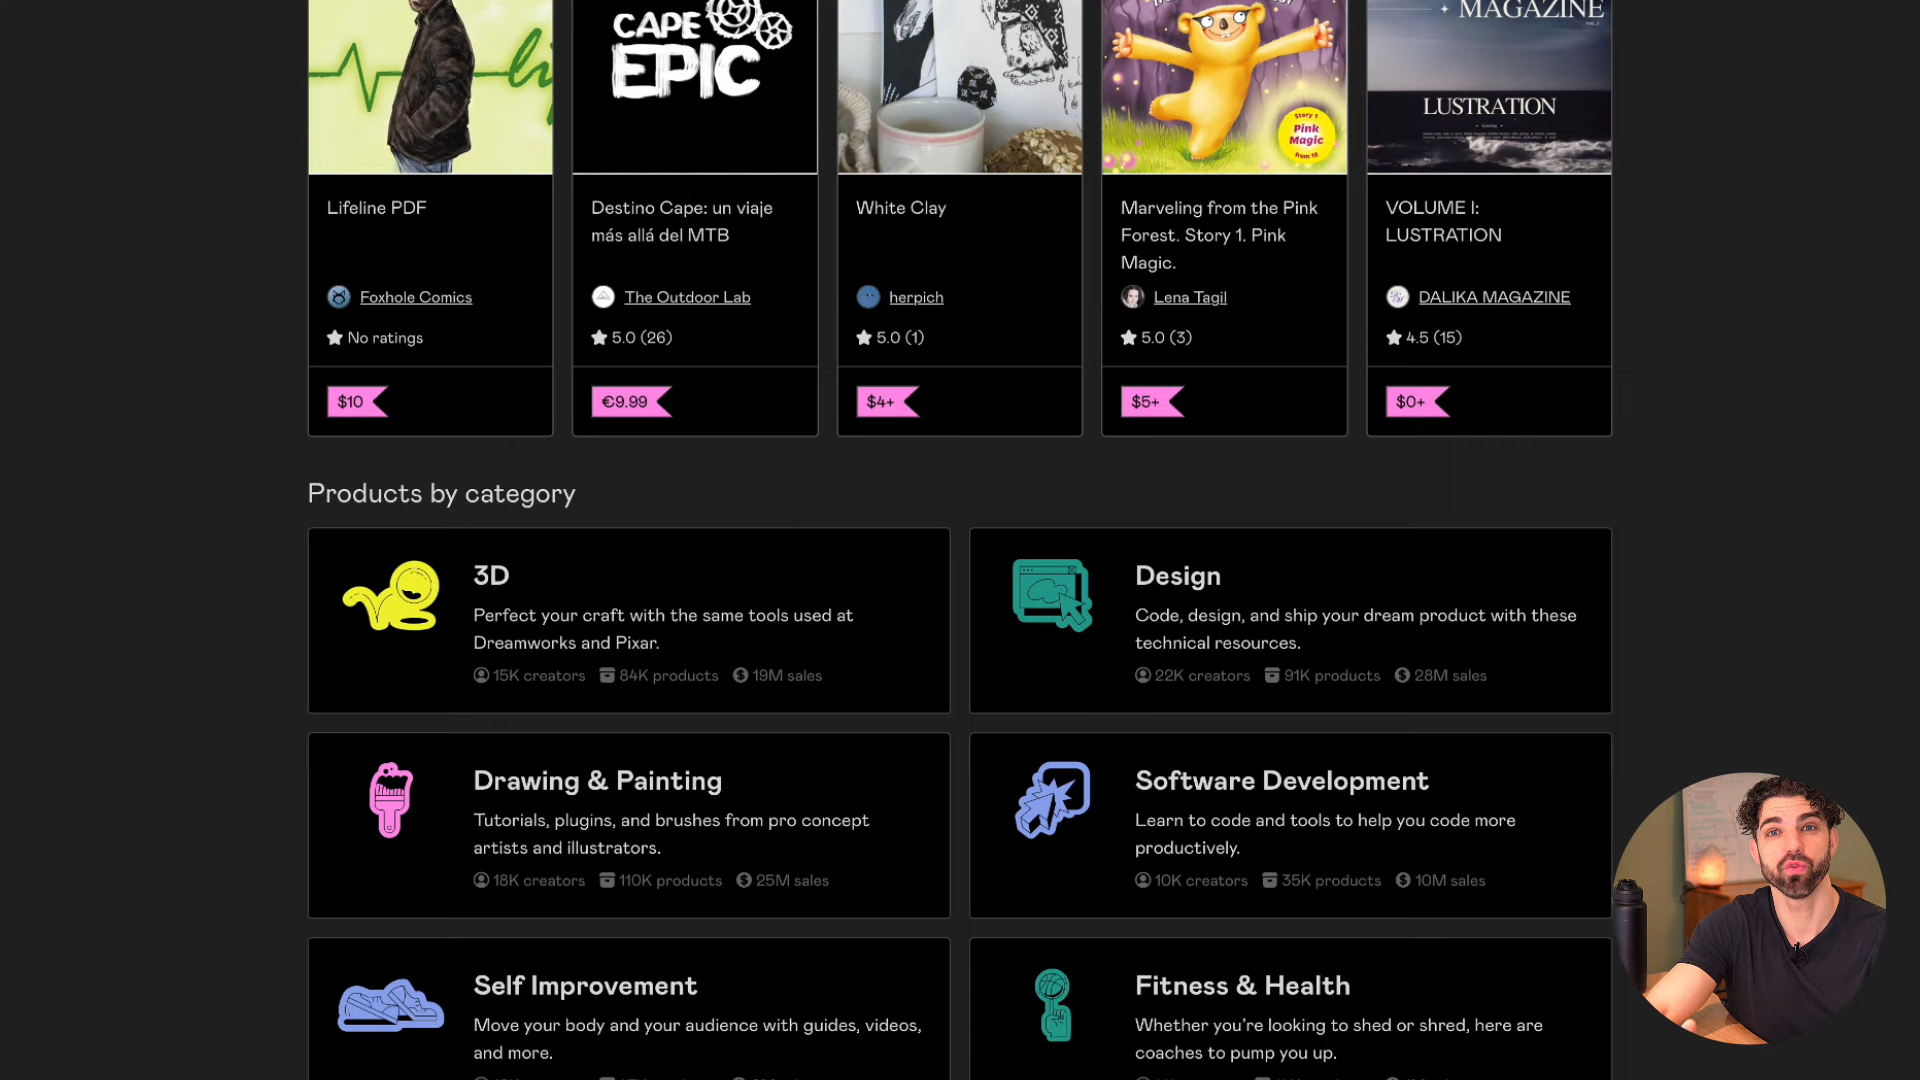 CAPE
EPIC
MAGAZINE
LUSTRATION
Story 1
Pink
Magic
from 10
Lifeline PDF
Destino Cape: un viaje
más allá del MTB
White Clay
Marveling from the Pink
Forest. Story 1. Pink
Magic.
VOLUME I:
LUSTRATION
Foxhole Comics
The Outdoor Lab
herpich
Lena Tagil
DALIKA MAGAZINE
No ratings
5.0 (26)
5.0 (1)
5.0 (3)
4.5 (15)
$10
€9.99
$4+
$5+
$0+
Products by category
3D
Perfect your craft with the same tools used at
Dreamworks and Pixar.
15K creators 84K products 19M sales
Design
Code, design, and ship your dream product with these
technical resources.
22K creators 91K products 28M sales
Drawing & Painting
Tutorials, plugins, and brushes from pro concept
artists and illustrators.
18K creators 110K products 25M sales
Software Development
Learn to code and tools to help you code more
productively.
10K creators 35K products 10M sales
Self Improvement
Move your body and your audience with guides, videos,
and more.
Fitness & Health
Whether you're looking to shed or shred, here are
coaches to pump you up.